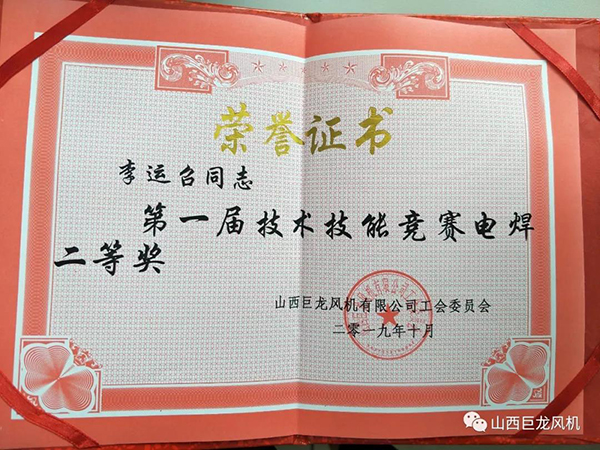 荣誉证书
李运召同志
第一届技术技能竞赛电焊
二等奖
山西巨龙风机有限公司工会委员会
二零一九年十月
山西巨龙风机